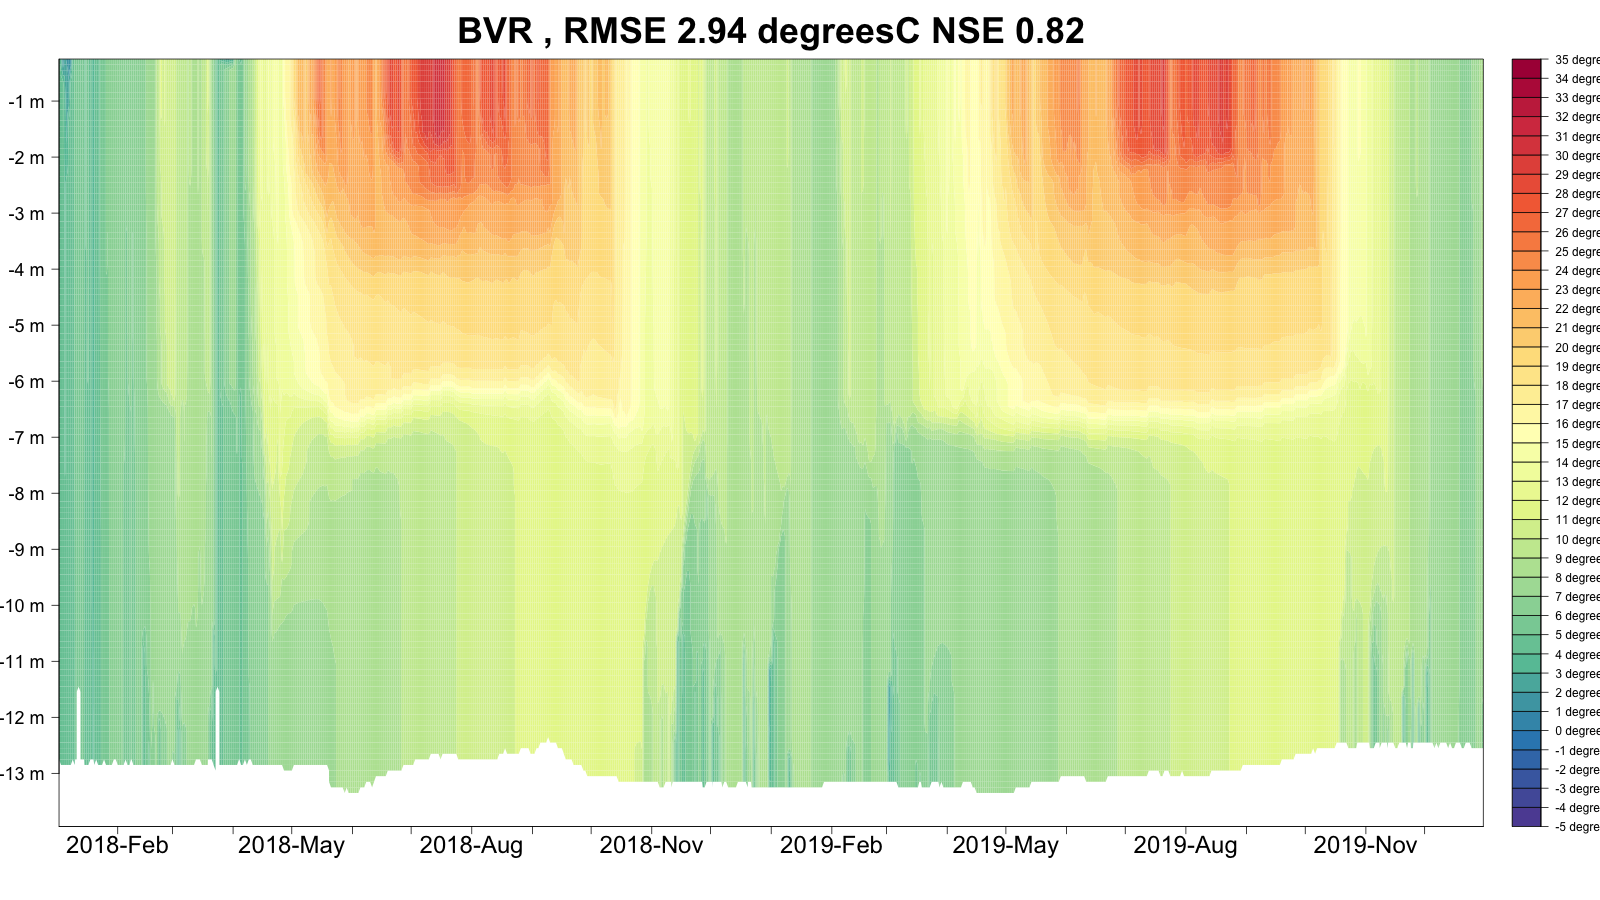 BVR , RMSE 2.94 degreesC NSE 0.82
-1 m
-2 m
-3 m
-4 m
-5 m
-6 m
-7 m
-8 m
-9 m
-10 m
-11 m
-12 m
-13 m
2018-Feb 2018-May 2018-Aug 2018-Nov 2019-Feb 2019-May 2019-Aug 2019-Nov
35 degre
34 degre
33 degre
32 degre
31 degre
30 degre
29 degre
28 degre
27 degre
26 degre
25 degre
24 degre
23 degre
22 degre
21 degre
20 degre
19 degre
18 degre
17 degre
16 degre
15 degre
14 degre
13 degre
12 degre
11 degre
10 degre
9 degree
8 degree
7 degree
6 degree
5 degree
4 degree
3 degree
2 degree
1 degree
0 degree
-1 degre
-2 degre
-3 degre
-4 degre
-5 degre